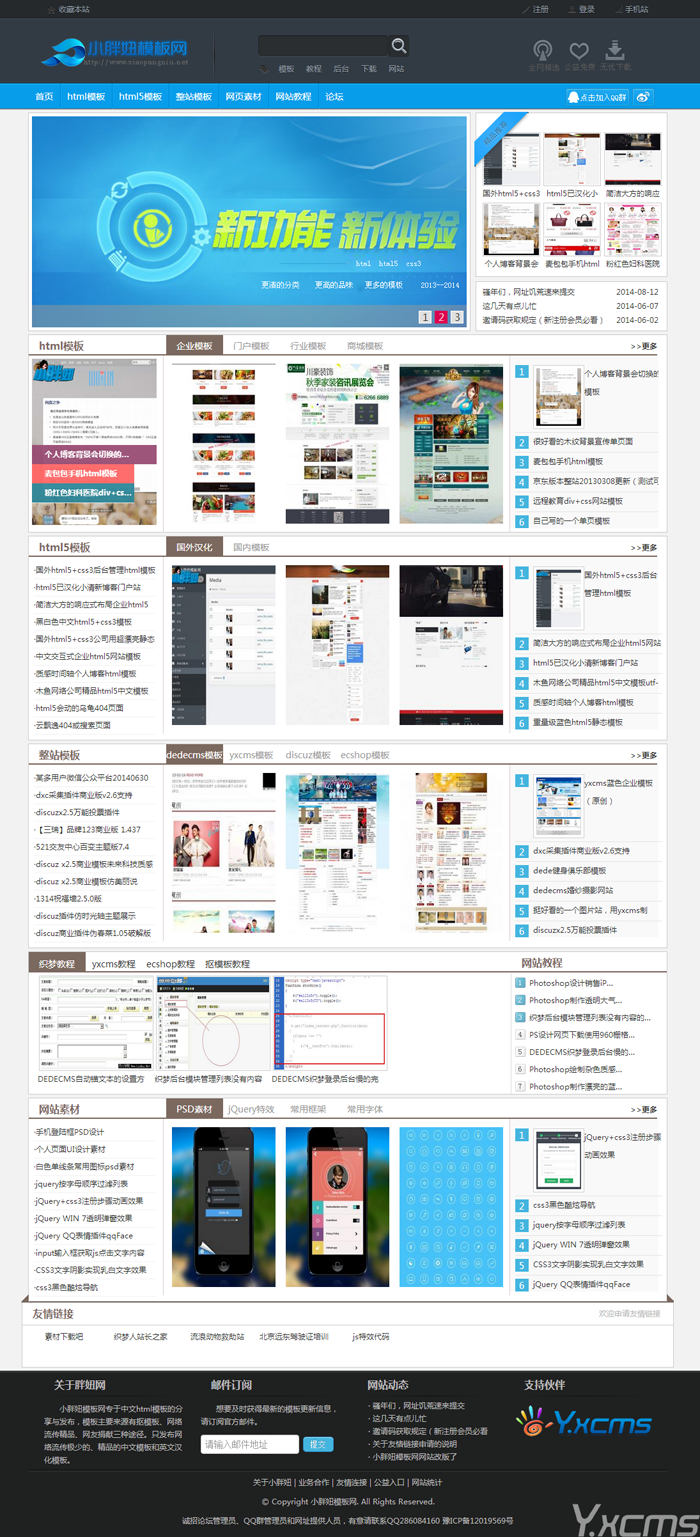 收藏本站
注册 登录 手机站
小胖妞模板网
http://www.xiaopangniu.net
模板 教程 后台 下载 网站
首页 html模板 html5模板 整站模板 网页素材 网站教程 论坛
点击加入QQ群
新功能 新体验
html html5 css3
更谦的分类 更高的品味 更多的模板 2013--2014
1 2 3
精品推荐
国外html5+css3 html5已汉化小 简洁大方的响应
个人博客背景会 麦包包手机html 粉红色妇科医院
碰年们，网址饥荒速来提交 2014-08-12
这几天有点儿忙 2014-06-07
邀请码获取规定（新注册会员必看） 2014-06-02
html模板 企业模板 门户模板 行业模板 商城模板 >>更多
个人博客背景会切换的...
麦包包手机html模板
粉红色妇科医院div+cs...
川豪装饰
秋季家装咨讯展览会
6266 6889
1 个人博客背景会切换的
模板
2 很好看的木纹背景宣传单页面
3 麦包包手机html模板
4 京东版本整站20130308更新（测试可
5 远程教育div+css网站模板
6 自己写的一个单页模板
html5模板 国外汉化 国内模板 >>更多
·国外html5+css3后台管理html模板
·html5已汉化小清新博客门户站
·简洁大方的响应式布局企业html5
·黑白色中文html5+css3模板
·国外html5+css3公司用超漂亮静态
·中文交互式企业html5网站模板
·质感时间轴个人博客html模板
·木鱼网络公司精品html5中文模板
·html5会动的乌龟404页面
·云飘逸404或搜索页面
Media
1 国外html5+css3后台
管理html模板
2 简洁大方的响应式布局企业html5网站
3 html5已汉化小清新博客门户站
4 木鱼网络公司精品html5中文模板utf-
5 质感时间轴个人博客html模板
6 重量级蓝色html5静态模板
整站模板 dedecms模板 yxcms模板 discuz模板 ecshop模板 >>更多
·某多用户微信公众平台20140630
·dxc采集插件商业版v2.6支持
·discuzx2.5万能投票插件
·【三瑞】品牌123商业版 1.437
·521交友中心百变主题版7.4
·discuz x2.5商业模板未来科技质感
·discuz x2.5商业模板仿美丽说
·1314祝福墙2.5.0版
·discuz插件仿时光轴主题展示
·discuz商业插件伪春菜1.05破解版
1 yxcms蓝色企业模板
（原创）
2 dxc采集插件商业版v2.6支持
3 dede健身俱乐部模板
4 dedecms婚纱摄影网站
5 挺好看的一个图片站，用yxcms制
6 discuzx2.5万能投票插件
织梦教程 yxcms教程 ecshop教程 抠模板教程
DEDECMS自动锚文本的设置方 织梦后台模块管理列表没有内容 DEDECMS织梦登录后台慢的完
网站教程
1 Photoshop设计销售iP...
2 Photoshop制作透明大气...
3 织梦后台模块管理列表没有内容的...
4 PS设计网页下载使用960栅格...
5 DEDECMS织梦登录后台慢的...
6 Photoshop绘制杂色质感...
7 Photoshop制作漂亮的蓝...
网站素材 PSD素材 jQuery特效 常用框架 常用字体 >>更多
·手机登陆框PSD设计
·个人页面UI设计素材
·白色单线条常用图标psd素材
·jquery按字母顺序过滤列表
·jQuery+css3注册步骤动画效果
·jQuery WIN 7透明弹窗效果
·jQuery QQ表情插件qqFace
·input输入框获取js点击文字内容
·CSS3文字阴影实现乳白文字效果
·css3黑色酷炫导航
1 jQuery+css3注册步骤
动画效果
2 css3黑色酷炫导航
3 jquery按字母顺序过滤列表
4 jQuery WIN 7透明弹窗效果
5 CSS3文字阴影实现乳白文字效果
6 jQuery QQ表情插件qqFace
友情链接 欢迎申请友情链接
素材下载吧 织梦人站长之家 流浪动物救助站 北京远东驾驶证培训 js特效代码
关于胖妞网
小胖妞模板网专于中文html模板的分
享与发布，模板主要来源有抠模板、网络
流传精品、网友捐献三种途径。只发布网
络流传极少的、精品的中文模板和英文汉
化模板。
邮件订阅
想要及时获得最新的模板更新信息，
请订阅官方邮件。
请输入邮件地址 提交
网站动态
· 碰年们，网址饥荒速来提交
· 这几天有点儿忙
· 邀请码获取规定（新注册会员必看
· 关于友情链接申请的说明
· 小胖妞模板网网站改版了
支持伙伴
Y.xcms
关于小胖妞 | 业务合作 | 友情连接 | 公益入口 | 网站统计
© Copyright 小胖妞模板网. All Rights Reserved.
诚招论坛管理员、QQ群管理员和网址提供人员，有意请联系QQ286084160 豫ICP备12019569号
Y.xcms